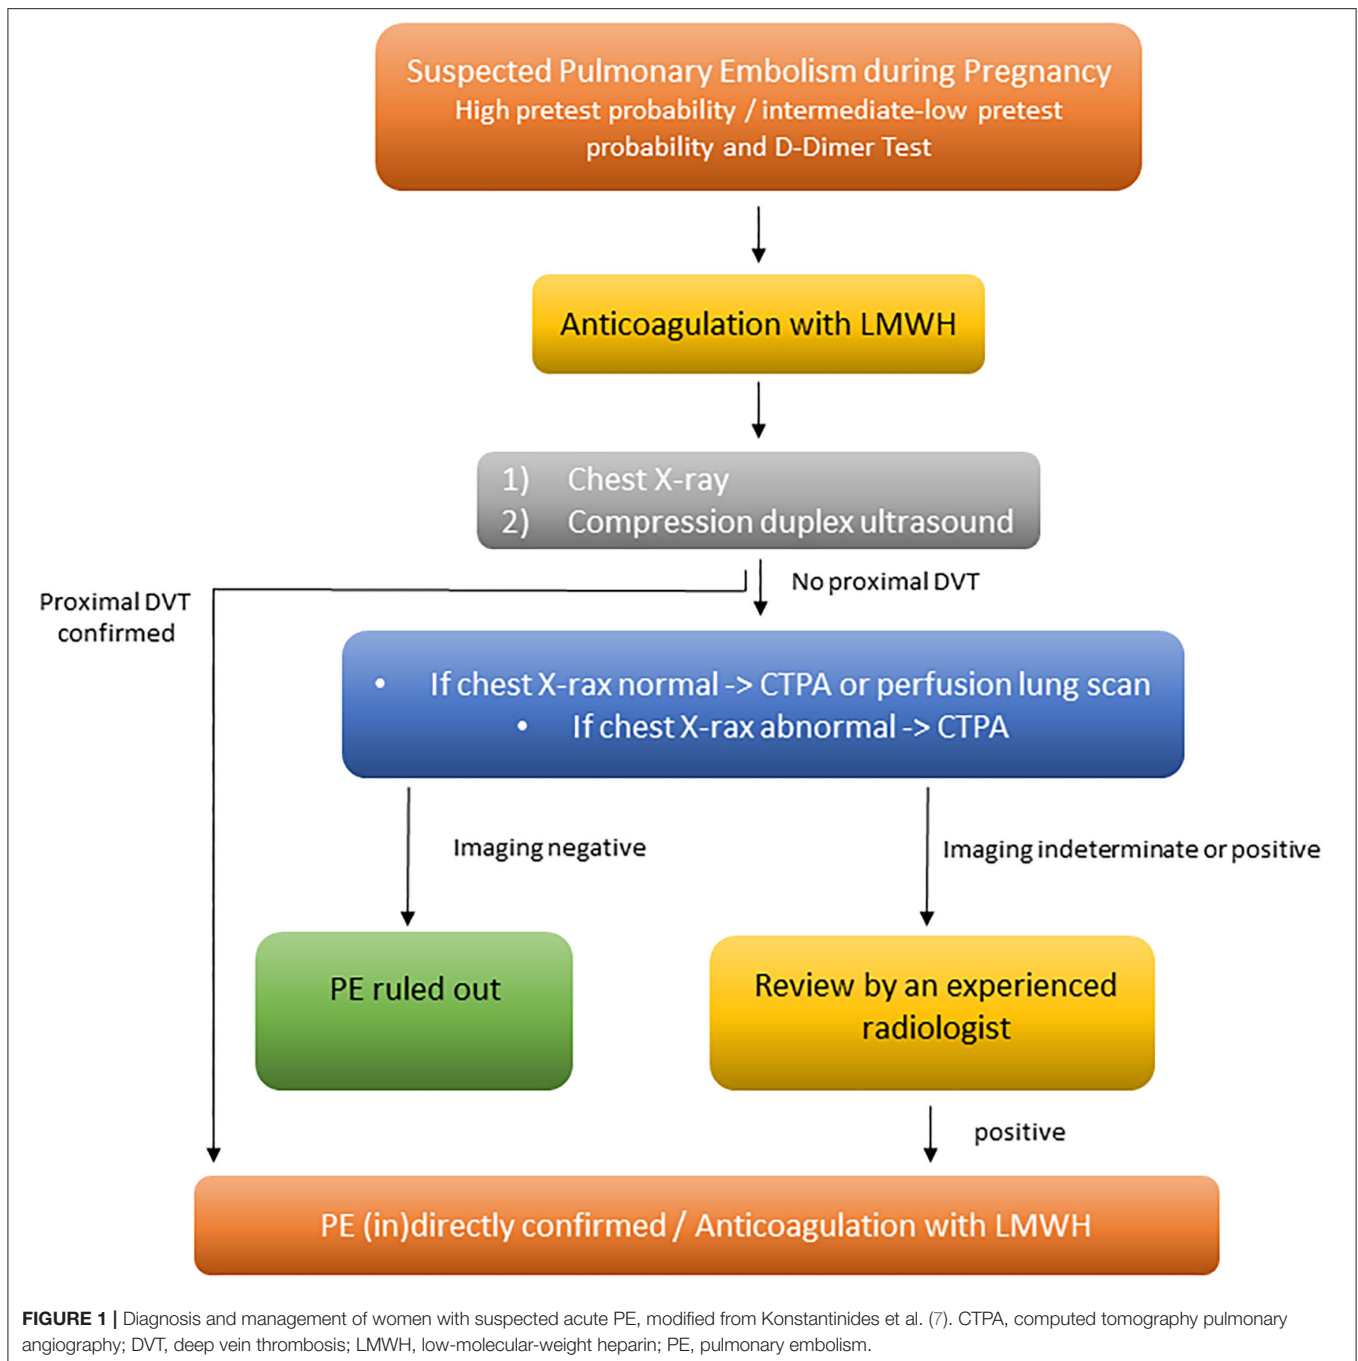 Suspected Pulmonary Embolism during Pregnancy
High pretest probability / intermediate-low pretest
probability and D-Dimer Test
Anticoagulation with LMWH
1) Chest X-ray
2) Compression duplex ultrasound
No proximal DVT
Proximal DVT
confirmed
• If chest X-rax normal -> CTPA or perfusion lung scan
• If chest X-rax abnormal -> CTPA
Imaging negative
Imaging indeterminate or positive
PE ruled out
Review by an experienced
radiologist
positive
PE (in)directly confirmed / Anticoagulation with LMWH
FIGURE 1 | Diagnosis and management of women with suspected acute PE, modified from Konstantinides et al. (7). CTPA, computed tomography pulmonary
angiography; DVT, deep vein thrombosis; LMWH, low-molecular-weight heparin; PE, pulmonary embolism.